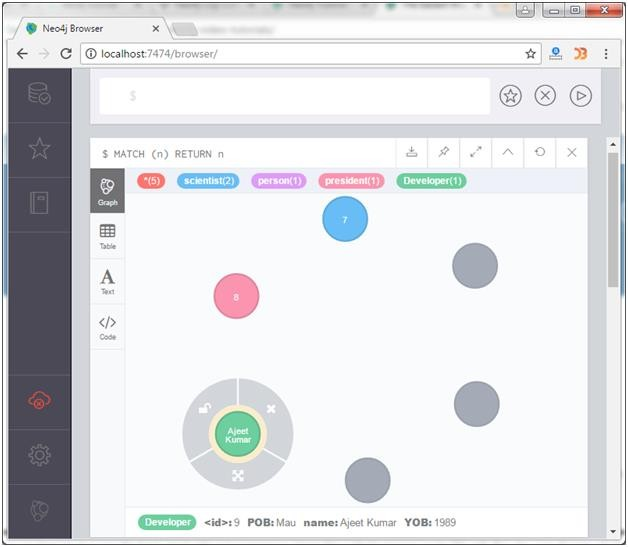 Neo4j Browser
localhost:7474/browser/
$
$ MATCH (n) RETURN n
*(5) scientist(2) person(1) president(1) Developer(1)
Graph
Table
A
Text
</>
Code
7
8
Ajeet
Kumar
Developer <id>: 9 POB: Mau name: Ajeet Kumar YOB: 1989